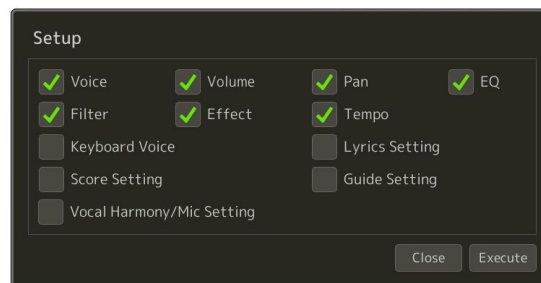 Setup
Voice Volume Pan EQ
Filter Effect Tempo
Keyboard Voice Lyrics Setting
Score Setting Guide Setting
Vocal Harmony/Mic Setting
Close Execute